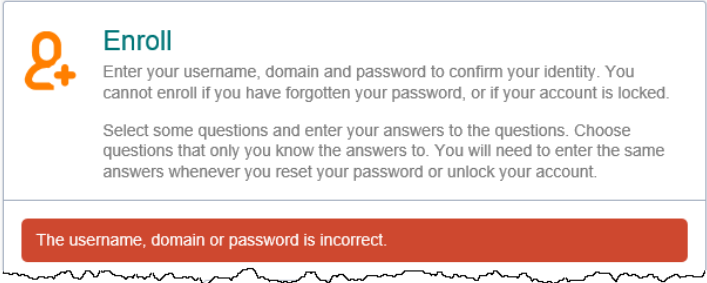 Enroll
Enter your username, domain and password to confirm your identity. You
cannot enroll if you have forgotten your password, or if your account is locked.
Select some questions and enter your answers to the questions. Choose
questions that only you know the answers to. You will need to enter the same
answers whenever you reset your password or unlock your account.
The username, domain or password is incorrect.